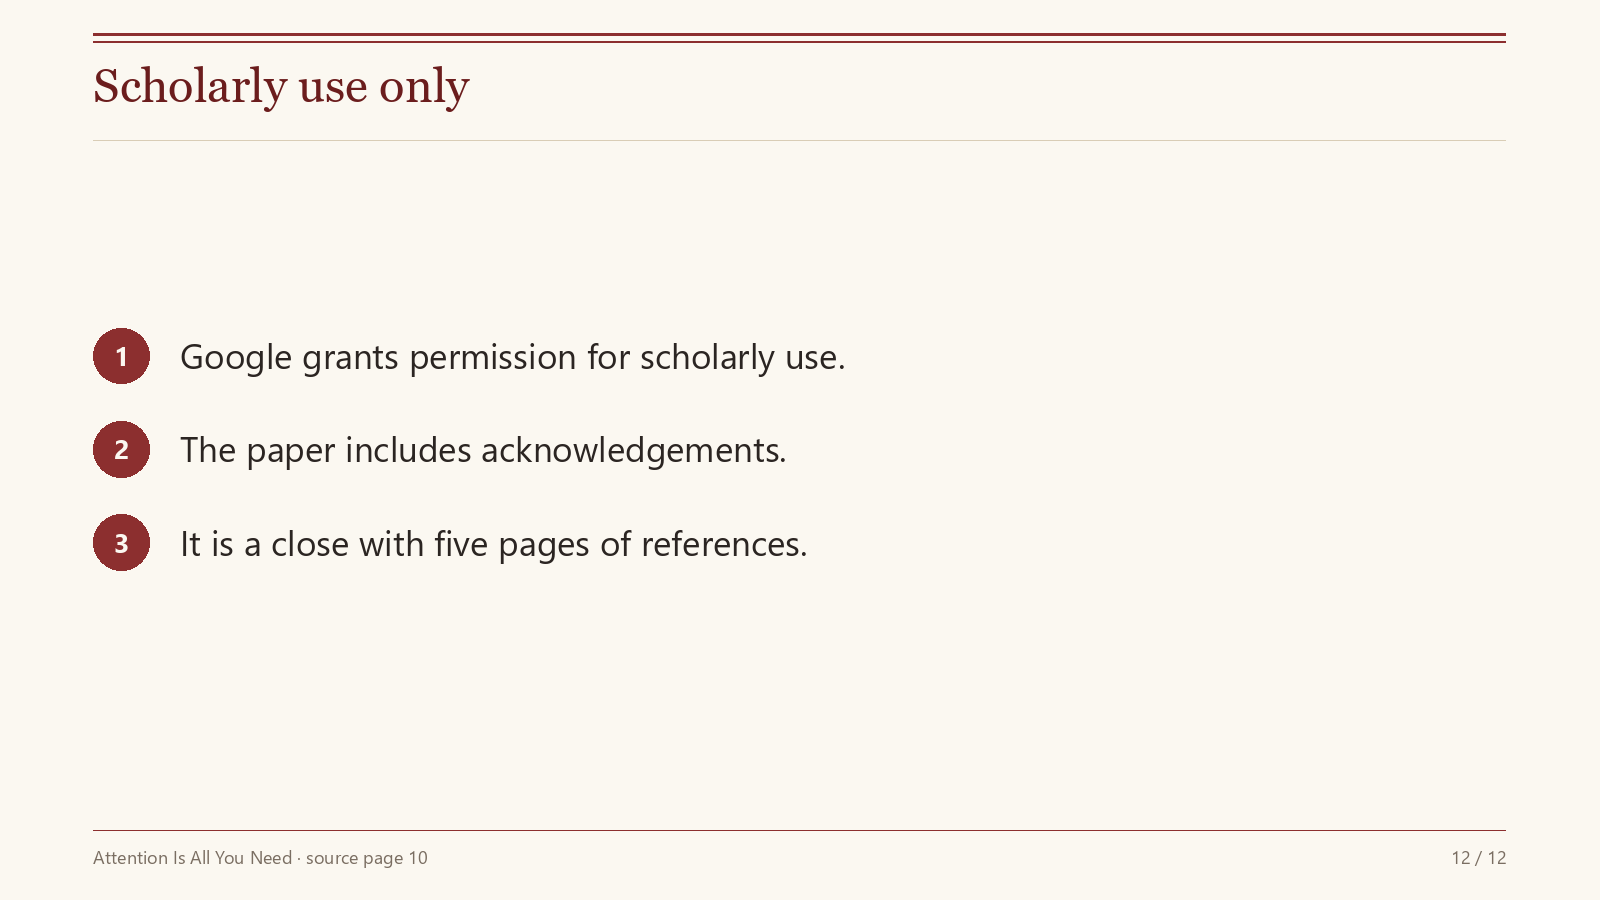 Scholarly use only
1 Google grants permission for scholarly use.
2 The paper includes acknowledgements.
3 It is a close with five pages of references.
Attention Is All You Need · source page 10
12 / 12